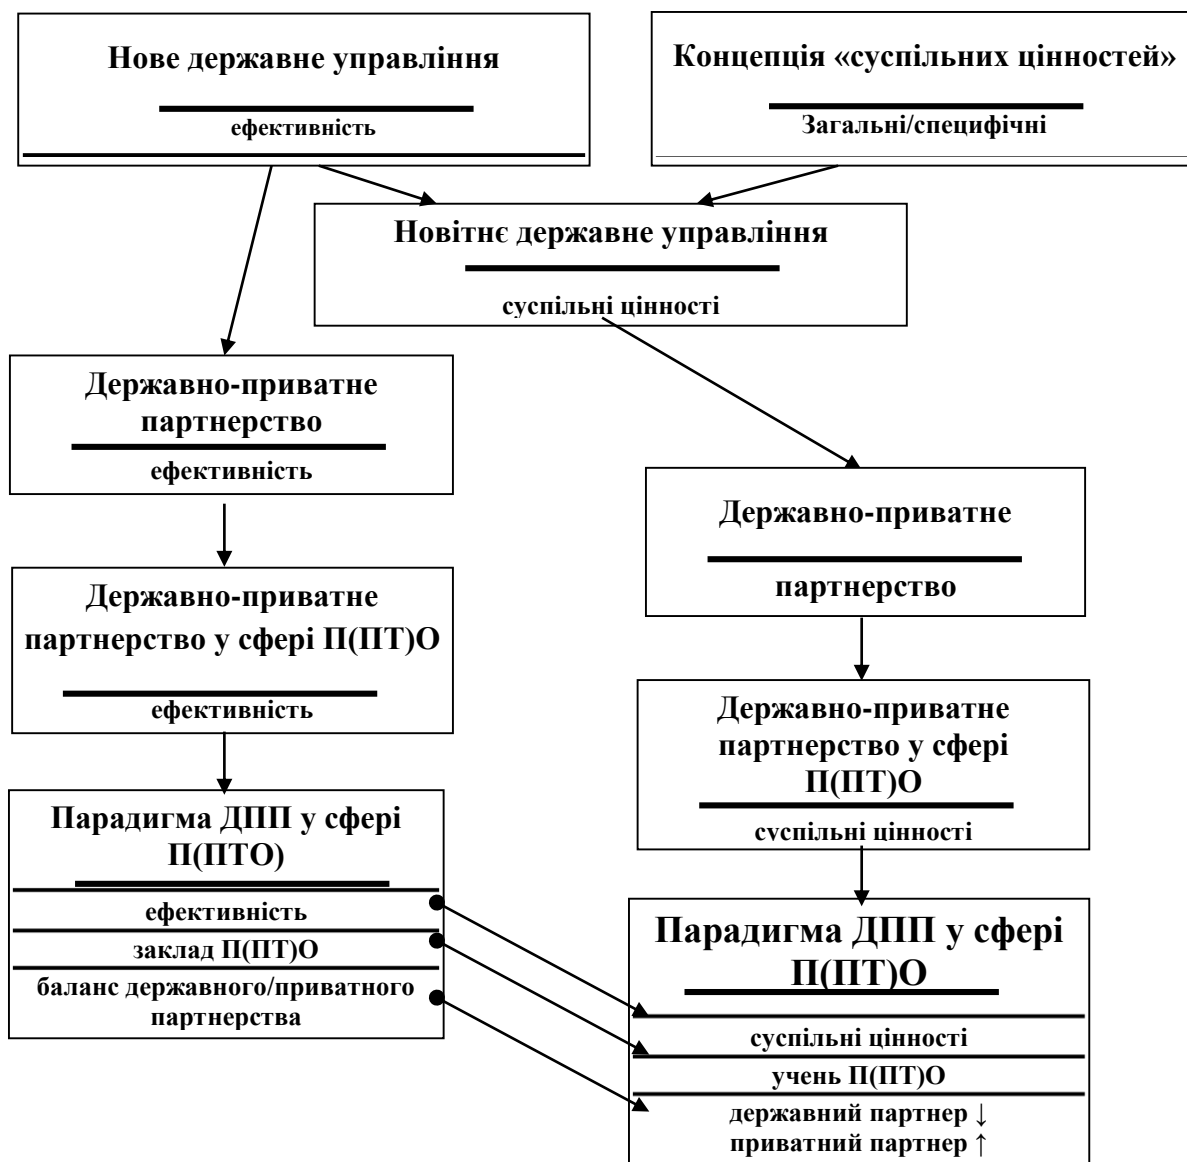 Нове державне управління
ефективність
Концепція «суспільних цінностей»
Загальні/специфічні
Новітнє державне управління
суспільні цінності
Державно-приватне
партнерство
ефективність
Державно-приватне
партнерство
Державно-приватне
партнерство у сфері П(ПТ)О
ефективність
Державно-приватне
партнерство у сфері
П(ПТ)О
суспільні цінності
Парадигма ДПП у сфері
П(ПТО)
ефективність
заклад П(ПТ)О
баланс державного/приватного
партнерства
Парадигма ДПП у сфері
П(ПТ)О
суспільні цінності
учень П(ПТ)О
державний партнер ↓
приватний партнер ↑